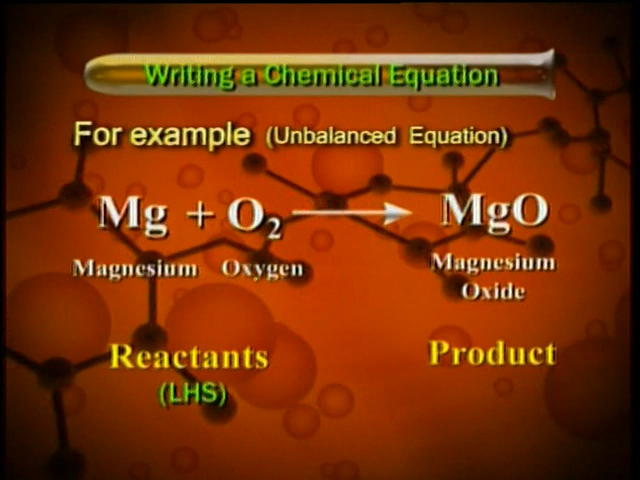 Writing a Chemical Equation
For example (Unbalanced Equation)
Mg + O₂ ⟶ MgO
Magnesium Oxygen Magnesium
Oxide
Reactants Product
(LHS)